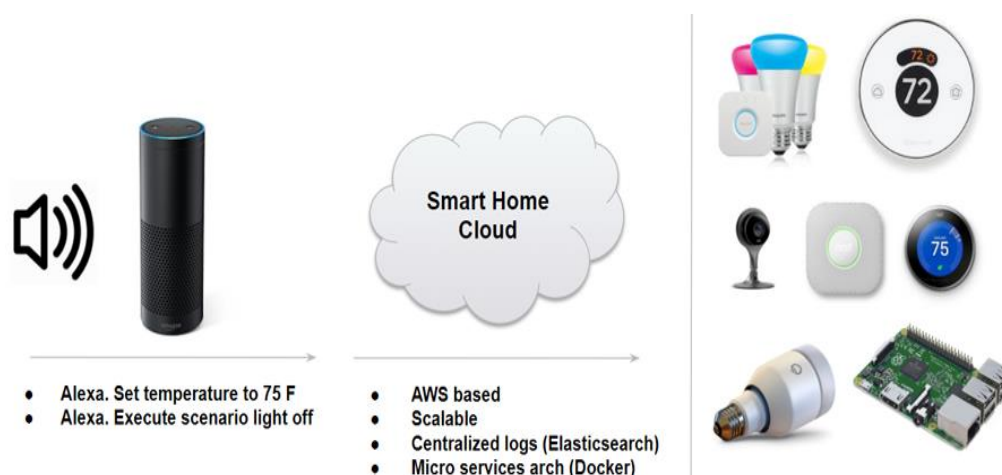 Smart Home
Cloud
Alexa. Set temperature to 75 F
Alexa. Execute scenario light off
AWS based
Scalable
Centralized logs (Elasticsearch)
Micro services arch (Docker)
72
72
75